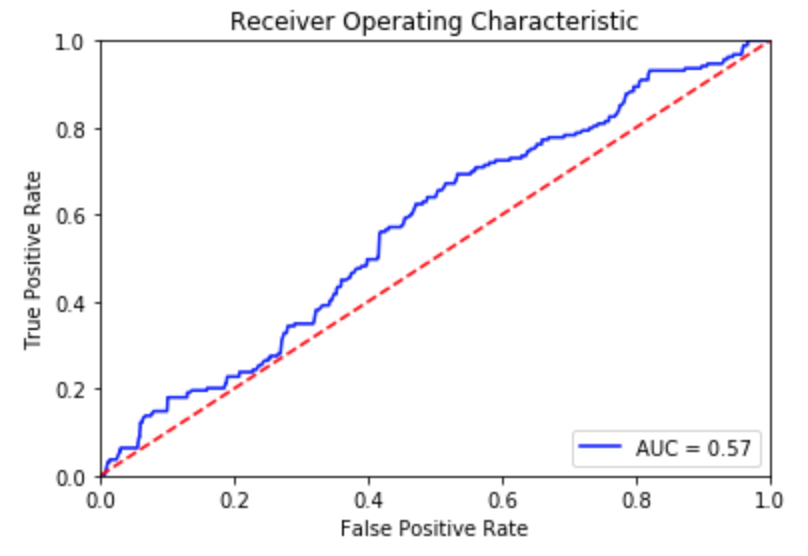 Receiver Operating Characteristic
1.0
0.8
0.6
0.4
0.2
0.0
True Positive Rate
AUC = 0.57
0.0 0.2 0.4 0.6 0.8 1.0
False Positive Rate